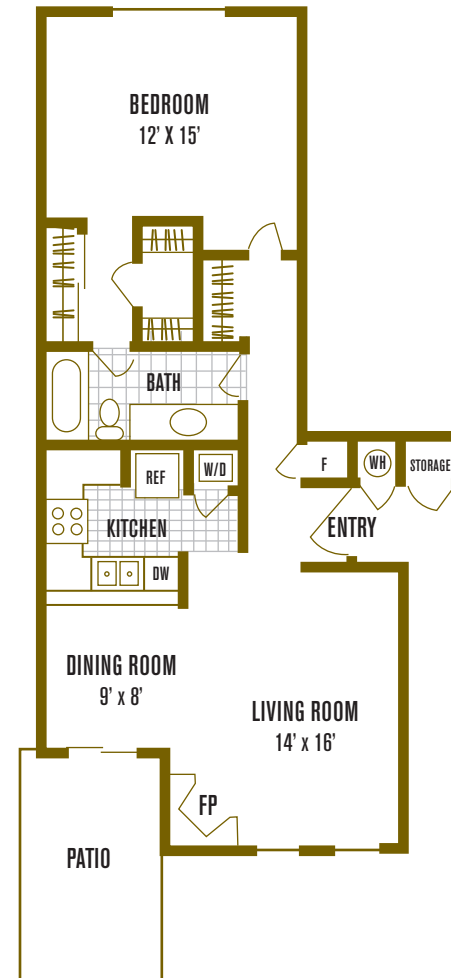 BEDROOM
12' X 15'
BATH
REF
W/D
F
WH
STORAGE
KITCHEN
ENTRY
DW
DINING ROOM
9' x 8'
LIVING ROOM
14' x 16'
FP
PATIO